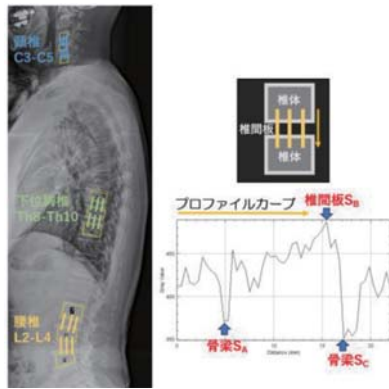 頸椎
C3-C5
下位胸椎
Th8-Th10
腰椎
L2-L4
椎体
椎間板
椎体
プロファイルカーブ
椎間板SB
骨梁SA
骨梁SC
Distance (mm)